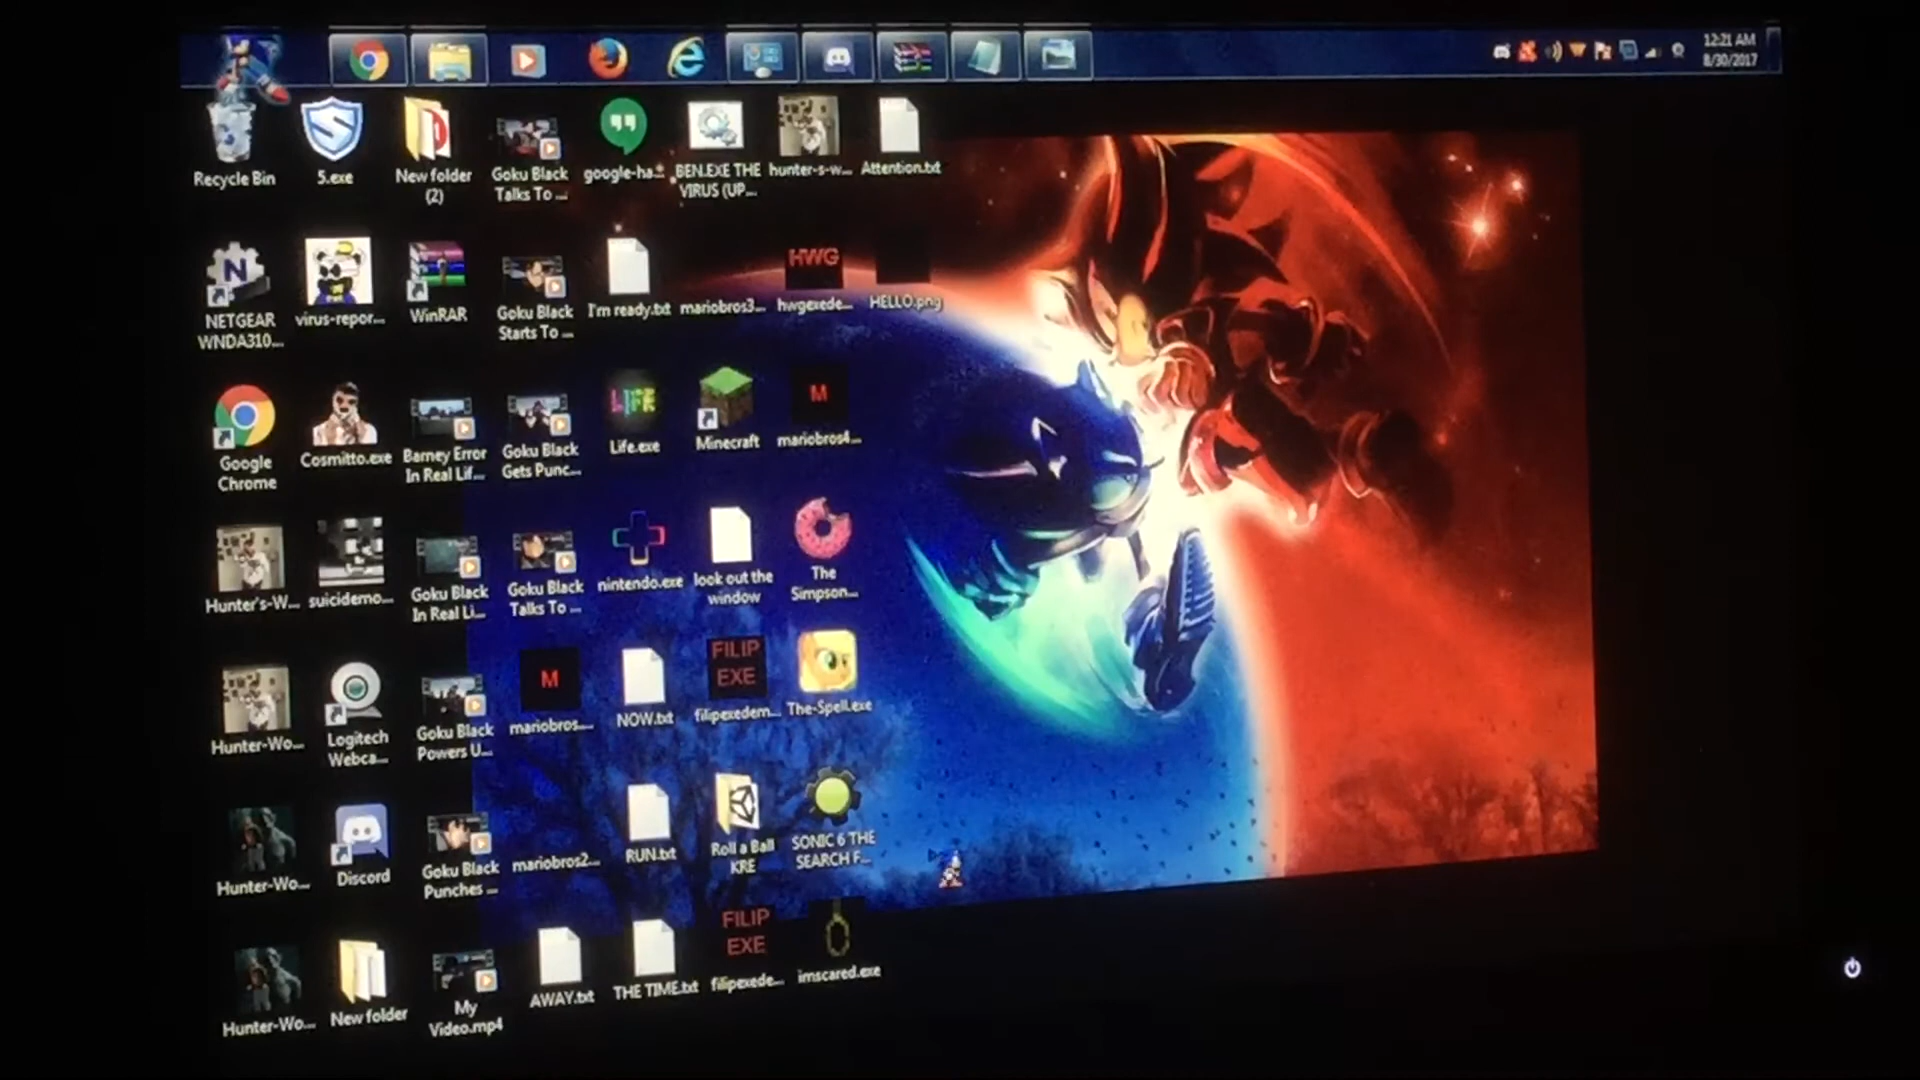 12:21 AM
8/30/2017
Recycle Bin
5.exe
New folder
(2)
Goku Black
Talks To ...
google-ha...
BEN.EXE THE
VIRUS (UP...
hunter-s-w...
Attention.txt
NETGEAR
WNDA310...
virus-repor...
WinRAR
Goku Black
Starts To ...
I'm ready.txt
mariobros3...
HWG
hwgexede...
HELLO.png
Google
Chrome
Cosmitto.exe
Barney Error
In Real Lif...
Goku Black
Gets Punc...
LIFE
Life.exe
Minecraft
M
mariobros4...
Hunter's-W...
suicidemo...
Goku Black
In Real Li...
Goku Black
Talks To ...
nintendo.exe
look out the
window
The
Simpson...
Hunter-Wo...
Logitech
Webca...
Goku Black
Powers U...
M
mariobros....
NOW.txt
FILIP
EXE
filipexedem...
The-Spell.exe
Hunter-Wo...
Discord
Goku Black
Punches ...
mariobros2...
RUN.txt
Roll a Ball
KRE
SONIC 6 THE
SEARCH F...
Hunter-Wo...
New folder
My
Video.mp4
AWAY.txt
THE TIME.txt
FILIP
EXE
filipexede...
imscared.exe